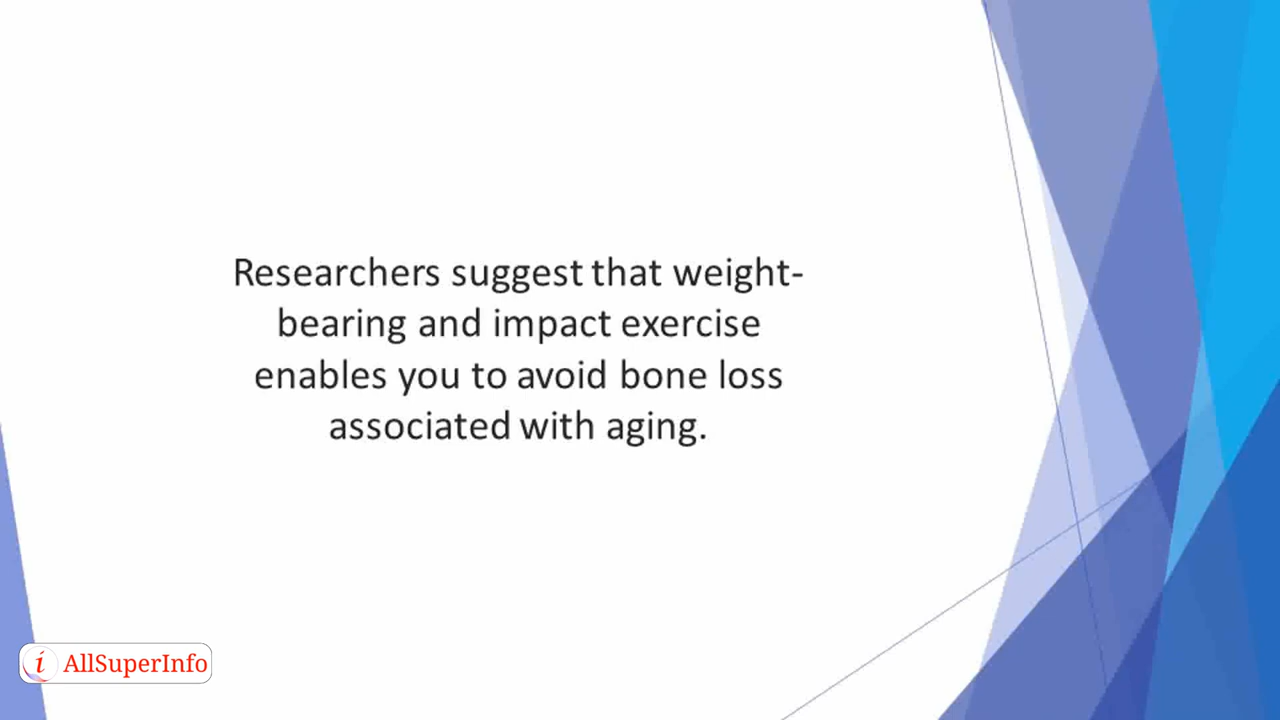 Researchers suggest that weight-
bearing and impact exercise
enables you to avoid bone loss
associated with aging.
i AllSuperInfo